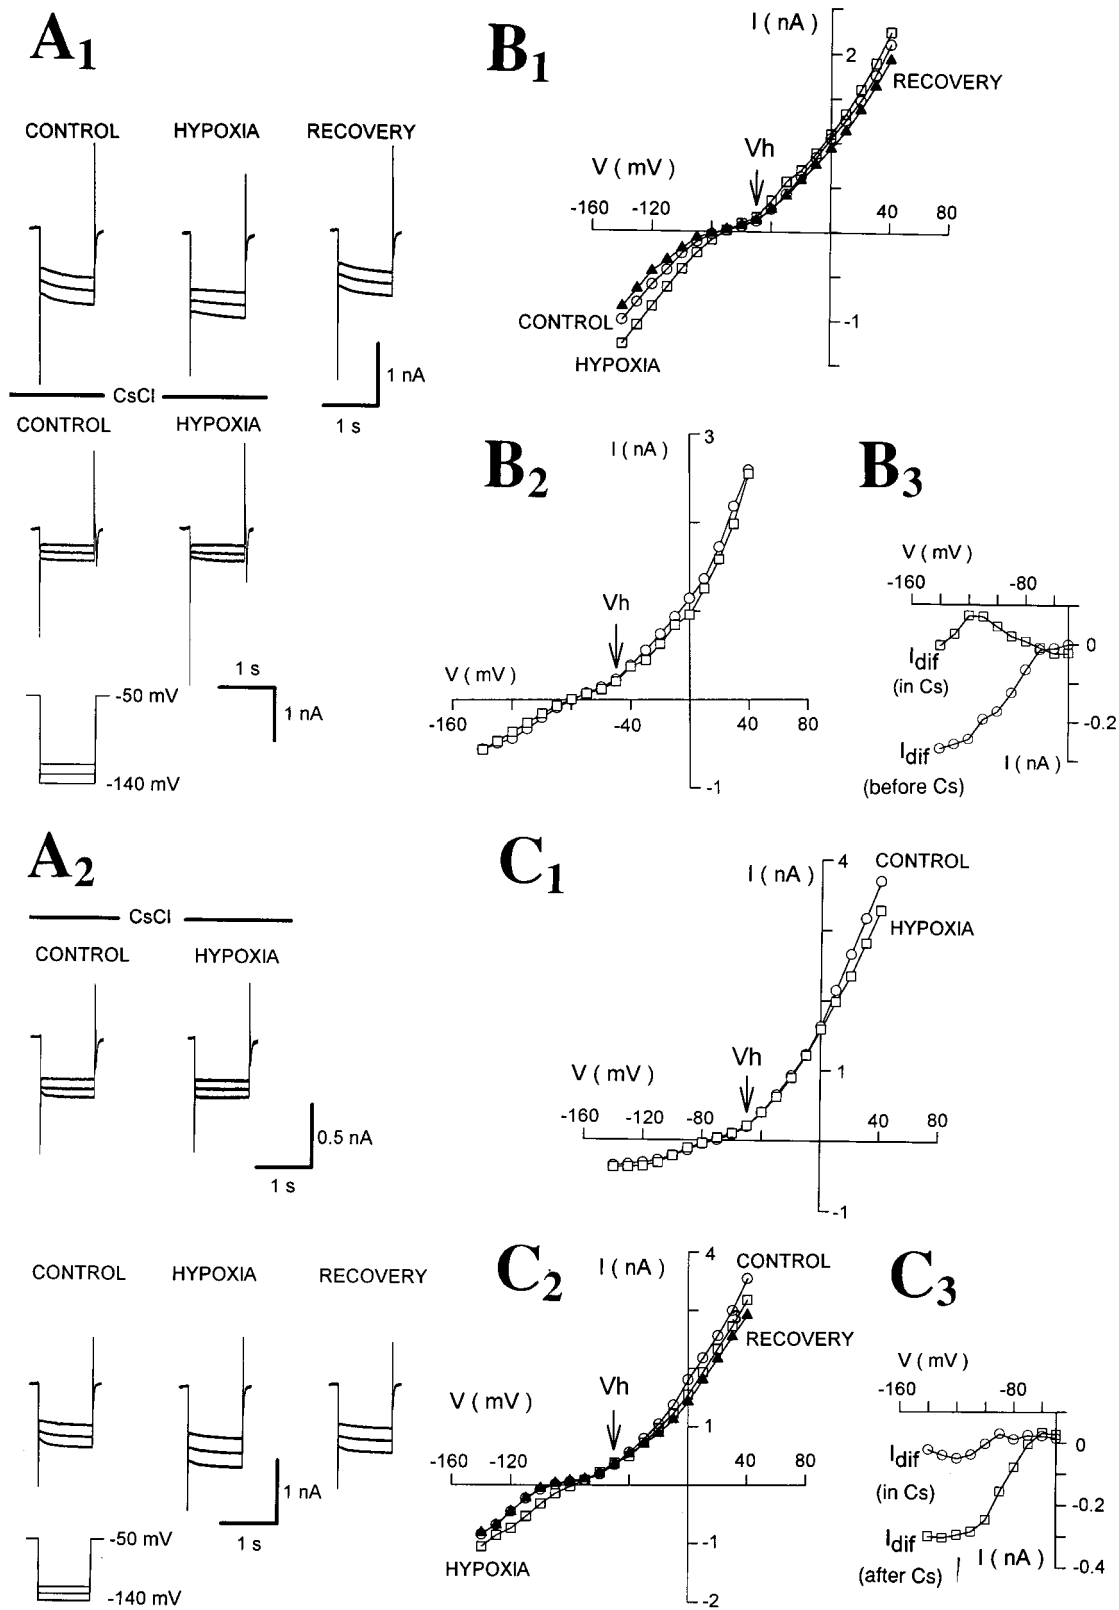 A1
CONTROL HYPOXIA RECOVERY
1 nA
1 s
CsCl
CONTROL HYPOXIA
1 s
1 nA
-50 mV
-140 mV
B1
I ( nA )
2
RECOVERY
Vh
V ( mV )
-160 -120 40 80
CONTROL
-1
HYPOXIA
B2
I ( nA )
3
Vh
V ( mV )
-160 -40 40 80
-1
B3
V ( mV )
-160 -80
0
Idif
(in Cs)
-0.2
Idif
I ( nA )
(before Cs)
A2
CsCl
CONTROL HYPOXIA
0.5 nA
1 s
CONTROL HYPOXIA RECOVERY
1 nA
1 s
-50 mV
-140 mV
C1
I ( nA )
4
CONTROL
HYPOXIA
Vh
1
V ( mV )
-160 -120 -80 40 80
-1
C2
I ( nA )
4
CONTROL
RECOVERY
Vh
V ( mV )
1
-160 -120 40 80
-1
HYPOXIA
-2
C3
V ( mV )
-160 -80
0
Idif
(in Cs)
-0.2
Idif
I ( nA )
(after Cs)
-0.4